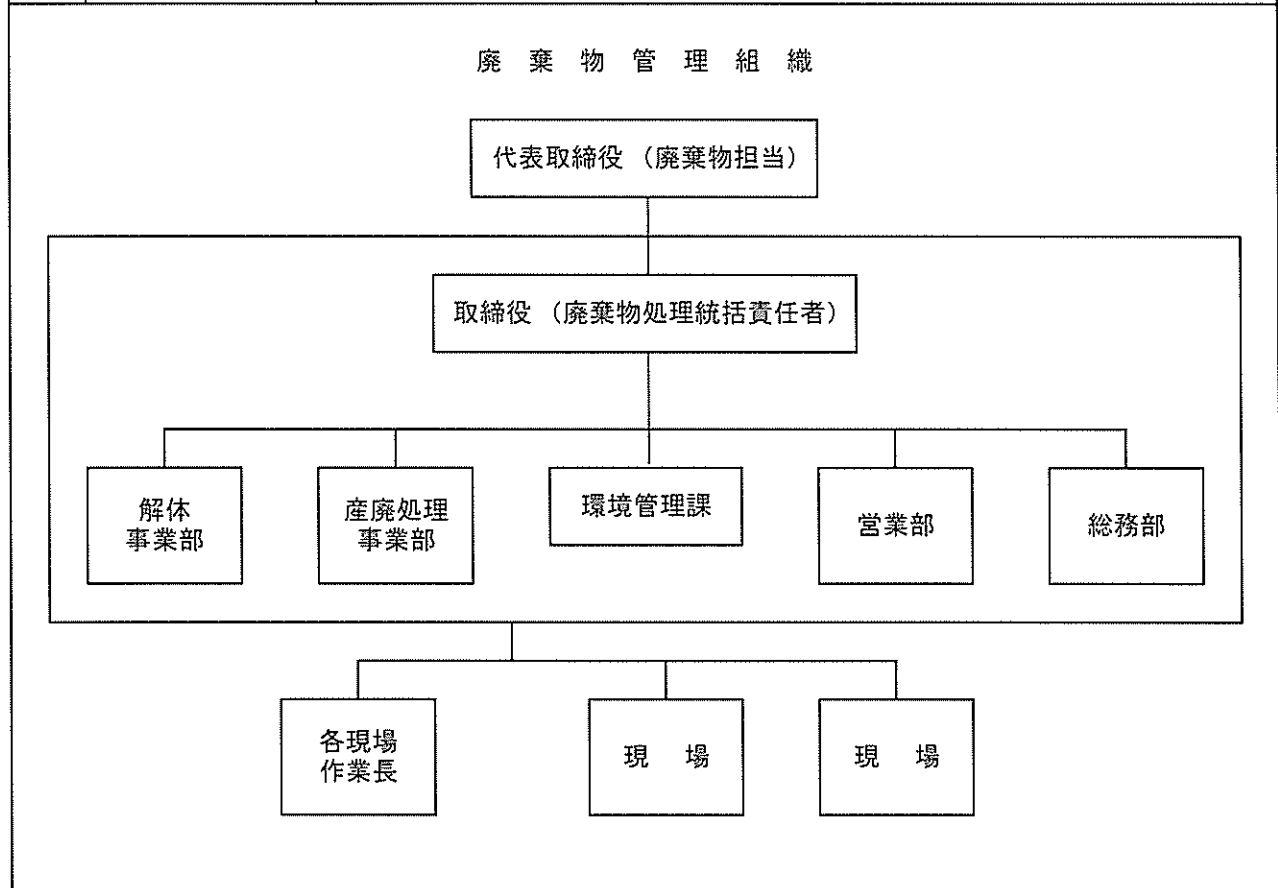 廃棄物管理組織
代表取締役（廃棄物担当）
取締役（廃棄物処理統括責任者）
解体
事業部
産廃処理
事業部
環境管理課
営業部
総務部
各現場
作業長
現　場
現　場